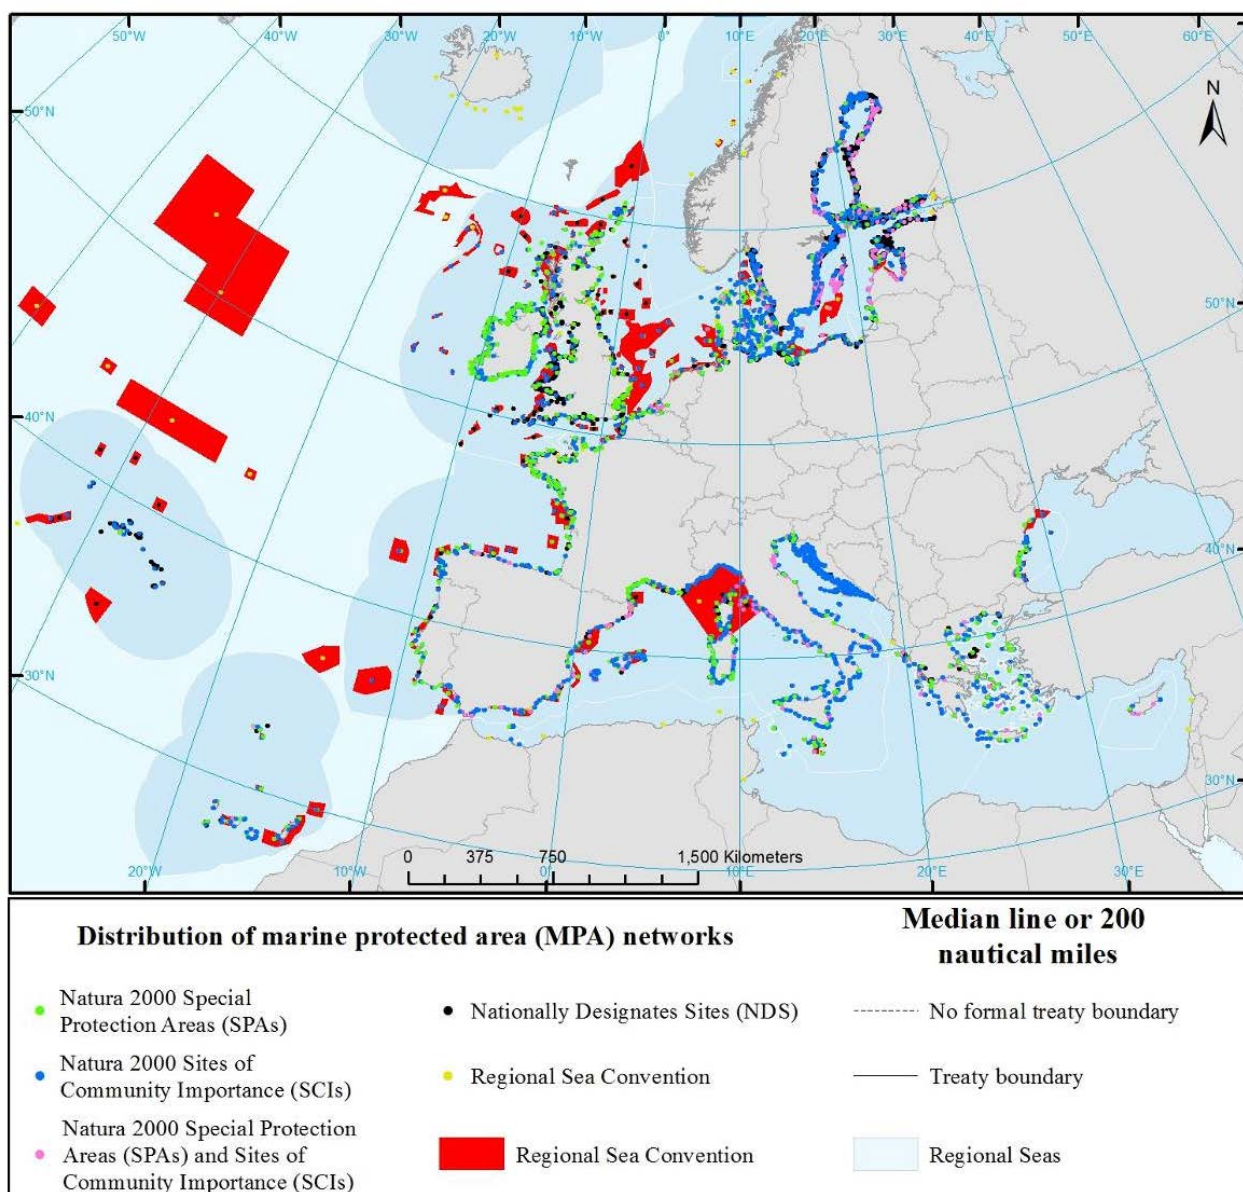 50°W 40°W 30°W 20°W 10°W 0° 10°E 20°E 30°E 40°E 50°E 60°E
N
50°N
50°N
40°N
40°N
30°N
30°N
0 375 750 1,500 Kilometers
20°W 10°W 0° 10°E 20°E 30°E
Distribution of marine protected area (MPA) networks
Natura 2000 Special
Protection Areas (SPAs)
Natura 2000 Sites of
Community Importance (SCIs)
Natura 2000 Special Protection
Areas (SPAs) and Sites of
Community Importance (SCIs)
Nationally Designates Sites (NDS)
Regional Sea Convention
Regional Sea Convention
Median line or 200
nautical miles
No formal treaty boundary
Treaty boundary
Regional Seas